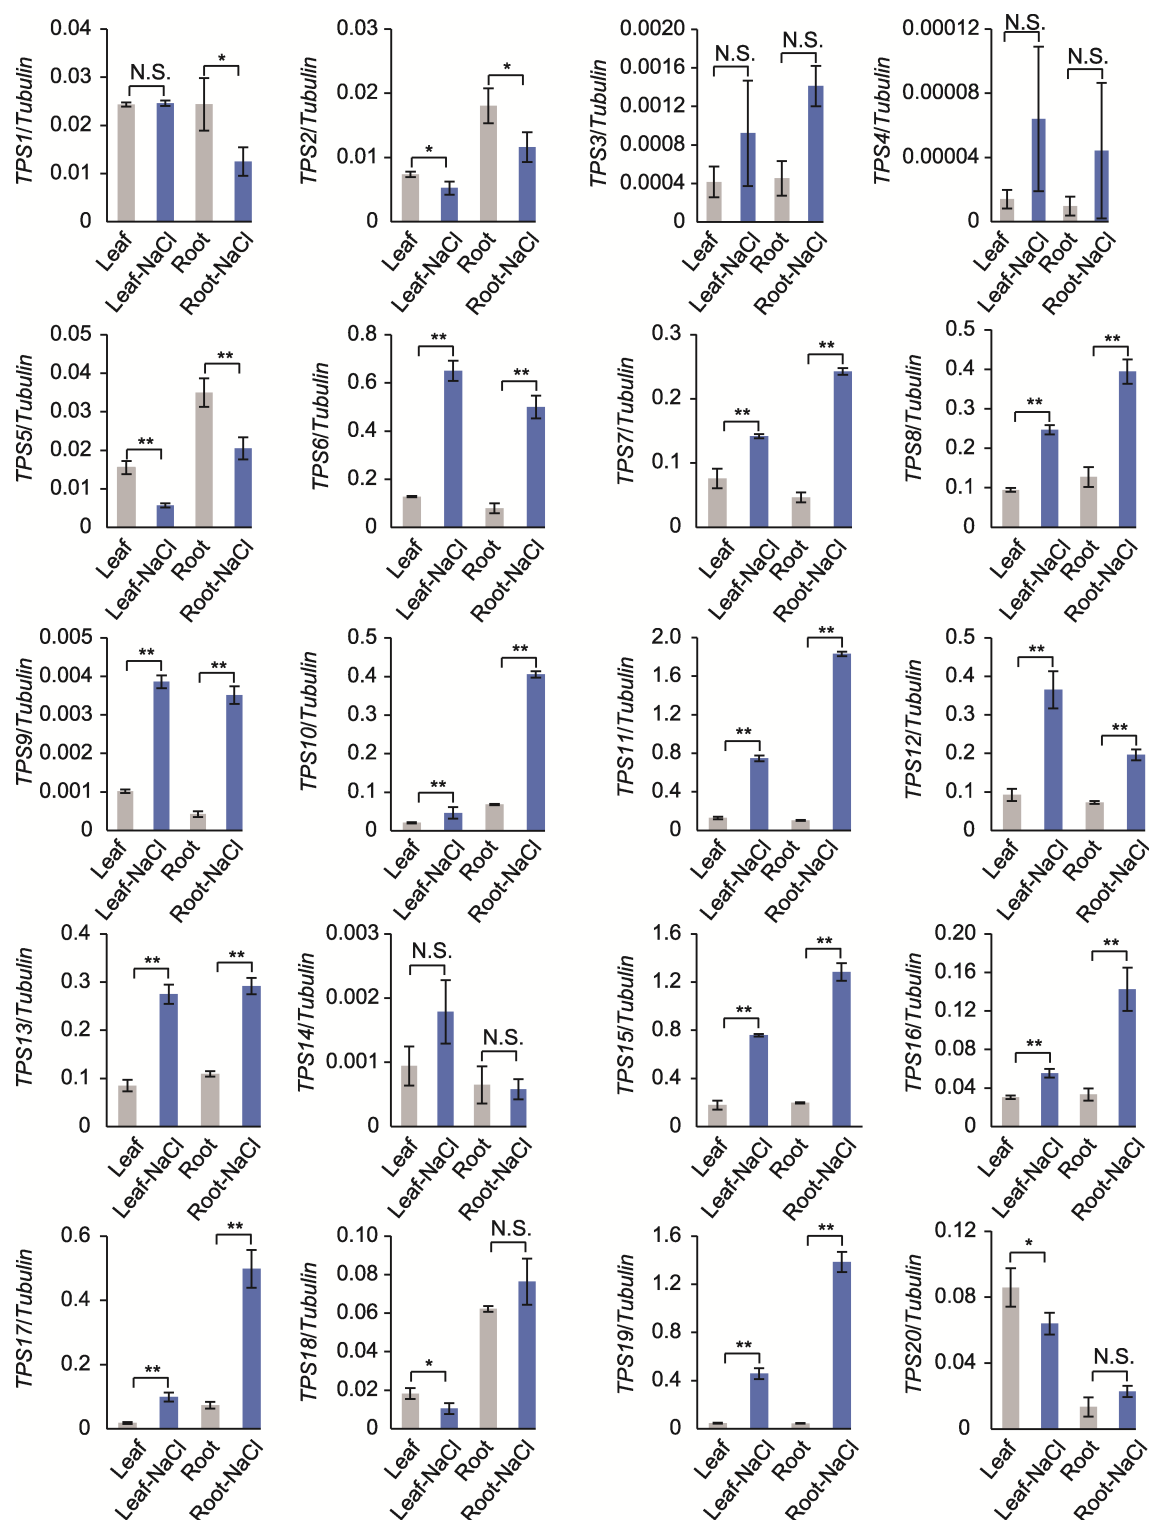 TPS1/Tubulin
0.04
0.03
0.02
0.01
0
N.S.
*
Leaf
Leaf-NaCl
Root
Root-NaCl
TPS2/Tubulin
0.03
0.02
0.01
0
*
*
Leaf
Leaf-NaCl
Root
Root-NaCl
TPS3/Tubulin
0.0020
0.0016
0.0012
0.0008
0.0004
0
N.S.
N.S.
Leaf
Leaf-NaCl
Root
Root-NaCl
TPS4/Tubulin
0.00012
0.00008
0.00004
0
N.S.
N.S.
Leaf
Leaf-NaCl
Root
Root-NaCl
TPS5/Tubulin
0.05
0.04
0.03
0.02
0.01
0
**
**
Leaf
Leaf-NaCl
Root
Root-NaCl
TPS6/Tubulin
0.8
0.6
0.4
0.2
0
**
**
Leaf
Leaf-NaCl
Root
Root-NaCl
TPS7/Tubulin
0.3
0.2
0.1
0
**
**
Leaf
Leaf-NaCl
Root
Root-NaCl
TPS8/Tubulin
0.5
0.4
0.3
0.2
0.1
0
**
**
Leaf
Leaf-NaCl
Root
Root-NaCl
TPS9/Tubulin
0.005
0.004
0.003
0.002
0.001
0
**
**
Leaf
Leaf-NaCl
Root
Root-NaCl
TPS10/Tubulin
0.5
0.4
0.3
0.2
0.1
0
**
**
Leaf
Leaf-NaCl
Root
Root-NaCl
TPS11/Tubulin
2.0
1.6
1.2
0.8
0.4
0
**
**
Leaf
Leaf-NaCl
Root
Root-NaCl
TPS12/Tubulin
0.5
0.4
0.3
0.2
0.1
0
**
**
Leaf
Leaf-NaCl
Root
Root-NaCl
TPS13/Tubulin
0.4
0.3
0.2
0.1
0
**
**
Leaf
Leaf-NaCl
Root
Root-NaCl
TPS14/Tubulin
0.003
0.002
0.001
0
N.S.
N.S.
Leaf
Leaf-NaCl
Root
Root-NaCl
TPS15/Tubulin
1.6
1.2
0.8
0.4
0
**
**
Leaf
Leaf-NaCl
Root
Root-NaCl
TPS16/Tubulin
0.20
0.16
0.12
0.08
0.04
0
**
**
Leaf
Leaf-NaCl
Root
Root-NaCl
TPS17/Tubulin
0.6
0.4
0.2
0
**
**
Leaf
Leaf-NaCl
Root
Root-NaCl
TPS18/Tubulin
0.10
0.08
0.06
0.04
0.02
0
*
N.S.
Leaf
Leaf-NaCl
Root
Root-NaCl
TPS19/Tubulin
1.6
1.2
0.8
0.4
0
**
**
Leaf
Leaf-NaCl
Root
Root-NaCl
TPS20/Tubulin
0.12
0.08
0.04
0
*
N.S.
Leaf
Leaf-NaCl
Root
Root-NaCl